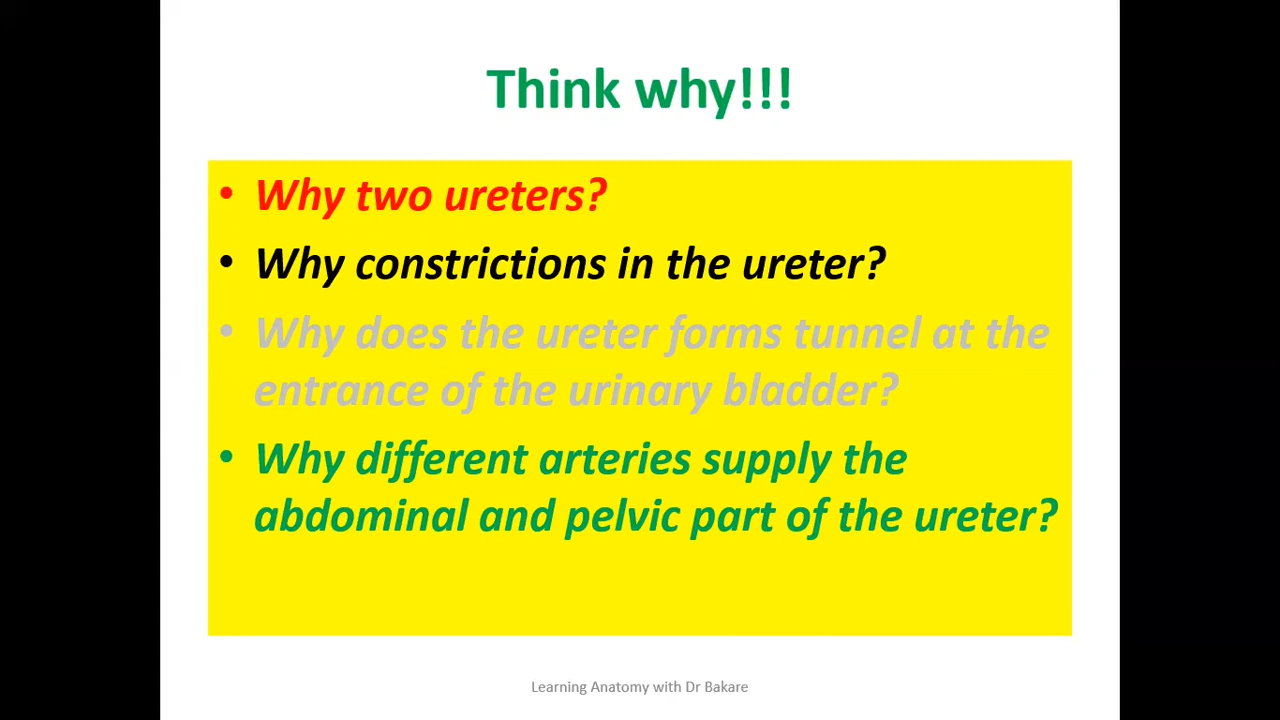 Think why!!!
• Why two ureters?
• Why constrictions in the ureter?
• Why does the ureter forms tunnel at the
entrance of the urinary bladder?
• Why different arteries supply the
abdominal and pelvic part of the ureter?
Learning Anatomy with Dr Bakare